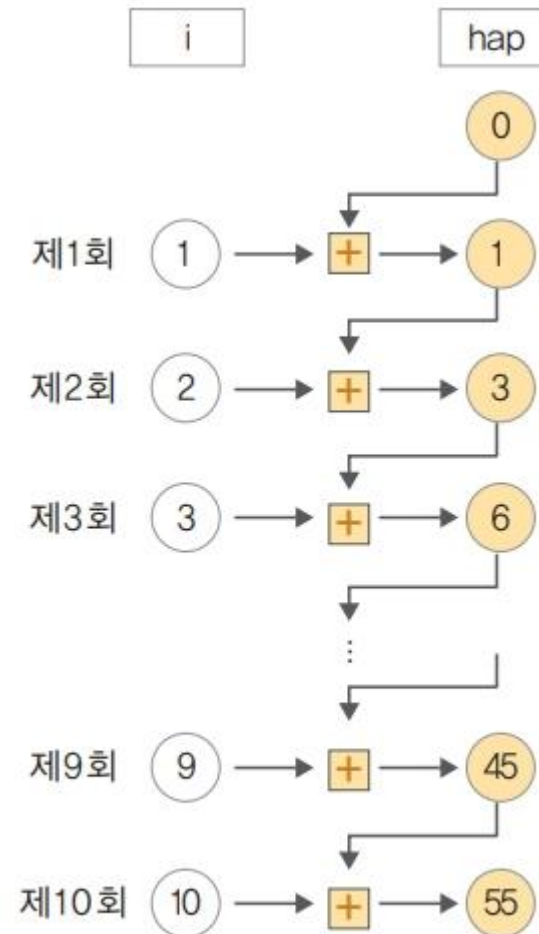 i hap
0
제1회 1 + 1
제2회 2 + 3
제3회 3 + 6
⋮
제9회 9 + 45
제10회 10 + 55